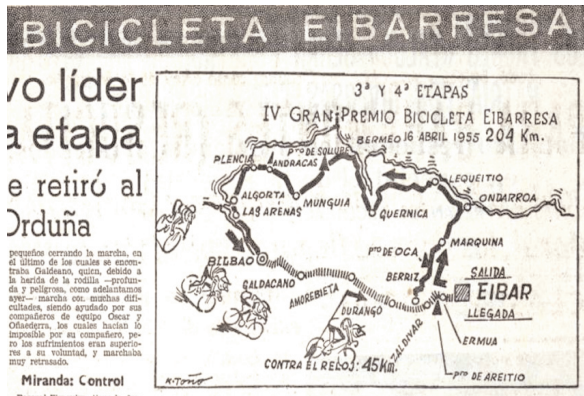 BICICLETA EIBARRESA
vo líder
a etapa
e retiró al
Orduña
pequeños cerrando la marcha, en
el último de los cuales se encon-
traba Galdeano, quien, debido a
la herida de la rodilla —profun-
da y peligrosa, como adelantamos
ayer— marcha con muchas difi-
cultades, siendo ayudado por sus
compañeros de equipo Oscar y
Oñaederra, los cuales hacían lo
imposible por su compañero, pe-
ro los sufrimientos eran superio-
res a su voluntad, y marchaba
muy retrasado.
Miranda: Control
3ª Y 4ª ETAPAS
IV GRAN PREMIO BICICLETA EIBARRESA
16 ABRIL 1955 204 Km.
BERMEO
Pto DE SOLLUBE
PLENCIA
ANDRACAS
LEQUEITIO
ONDARROA
ALGORTA
LAS ARENAS
MUNGUIA
GUERNICA
MARQUINA
Pto DE OCA
BILBAO
GALDACANO
AMOREBIETA
DURANGO
BERRIZ
SALIDA
EIBAR
LLEGADA
ZALDIVAR
ERMUA
CONTRA EL RELOJ: 45Km.
Pto DE AREITIO
K.TOÑO